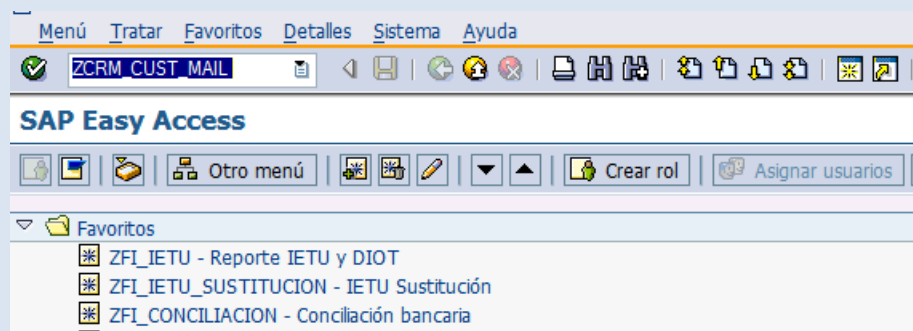 Menú Tratar Favoritos Detalles Sistema Ayuda
ZCRM_CUST_MAIL
SAP Easy Access
Otro menú Crear rol Asignar usuarios
Favoritos
ZFI_IETU - Reporte IETU y DIOT
ZFI_IETU_SUSTITUCION - IETU Sustitución
ZFI_CONCILIACION - Conciliación bancaria